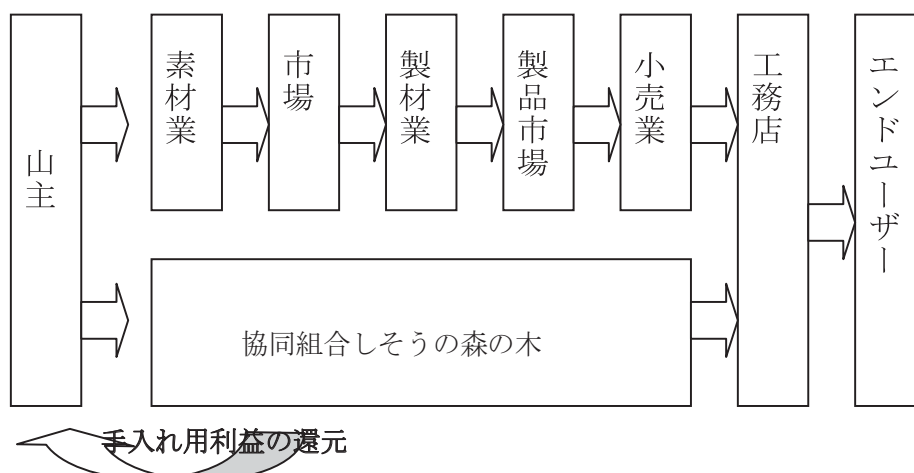 山主
素材業
市場
製材業
製品市場
小売業
工務店
エンドユーザー
協同組合しそうの森の木
手入れ用利益の還元